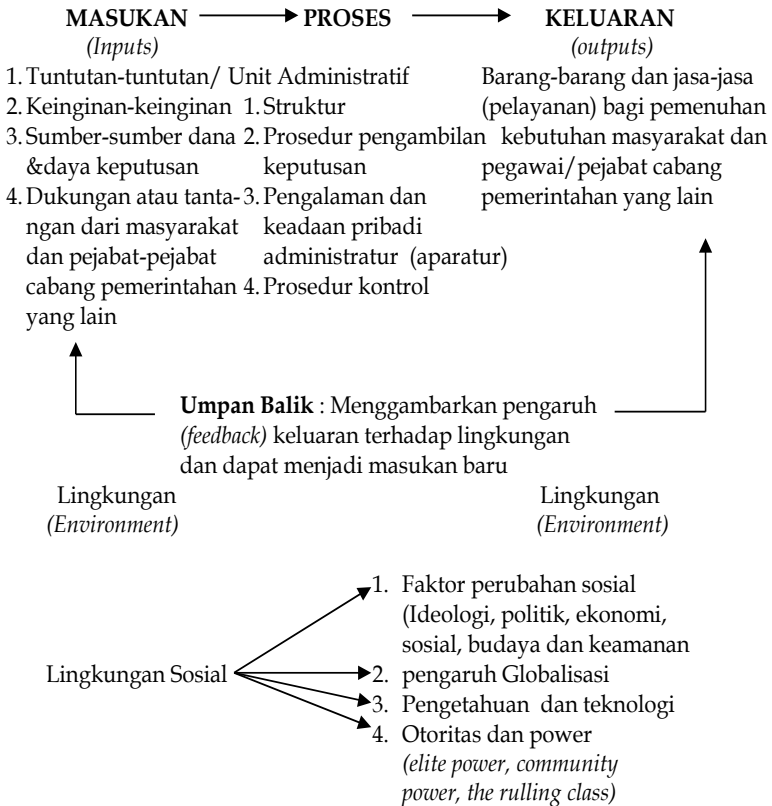 MASUKAN PROSES KELUARAN
(Inputs) (outputs)
1. Tuntutan-tuntutan/ Unit Administratif Barang-barang dan jasa-jasa
2. Keinginan-keinginan 1. Struktur (pelayanan) bagi pemenuhan
3. Sumber-sumber dana 2. Prosedur pengambilan kebutuhan masyarakat dan
&daya keputusan keputusan pegawai/pejabat cabang
4. Dukungan atau tanta- 3. Pengalaman dan pemerintahan yang lain
ngan dari masyarakat keadaan pribadi
dan pejabat-pejabat administratur (aparatur)
cabang pemerintahan 4. Prosedur kontrol
yang lain
Umpan Balik : Menggambarkan pengaruh
(feedback) keluaran terhadap lingkungan
dan dapat menjadi masukan baru
Lingkungan Lingkungan
(Environment) (Environment)
1. Faktor perubahan sosial
(Ideologi, politik, ekonomi,
sosial, budaya dan keamanan
Lingkungan Sosial 2. pengaruh Globalisasi
3. Pengetahuan dan teknologi
4. Otoritas dan power
(elite power, community
power, the rulling class)